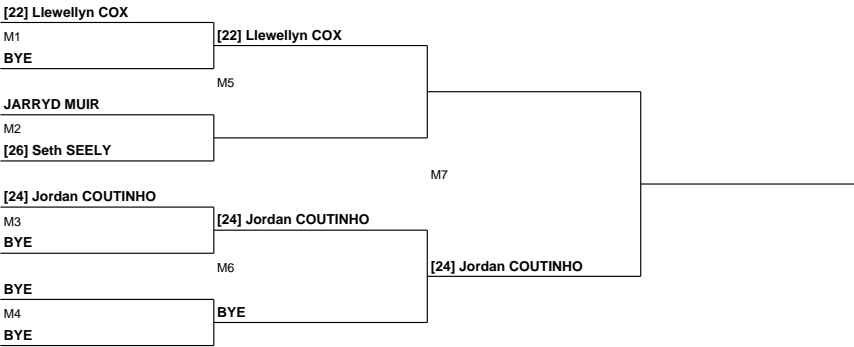 [22] Llewellyn COX
M1
BYE
[22] Llewellyn COX
M5
JARRYD MUIR
M2
[26] Seth SEELY
M7
[24] Jordan COUTINHO
M3
BYE
[24] Jordan COUTINHO
M6
[24] Jordan COUTINHO
BYE
M4
BYE
BYE